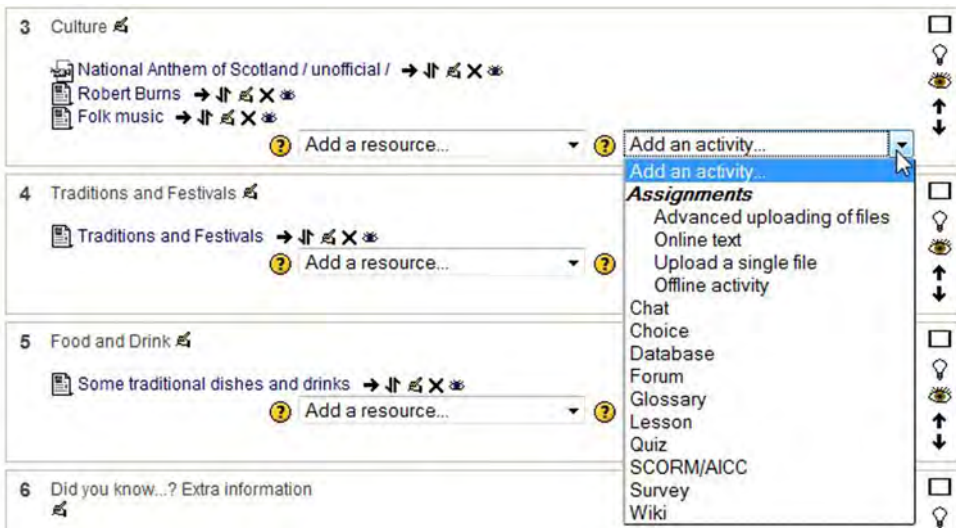 3 Culture
National Anthem of Scotland / unofficial /
Robert Burns
Folk music
? Add a resource... ? Add an activity...
Add an activity...
Assignments
Advanced uploading of files
Online text
Upload a single file
Offline activity
Chat
Choice
Database
Forum
Glossary
Lesson
Quiz
SCORM/AICC
Survey
Wiki
4 Traditions and Festivals
Traditions and Festivals
? Add a resource... ?
5 Food and Drink
Some traditional dishes and drinks
? Add a resource... ?
6 Did you know...? Extra information